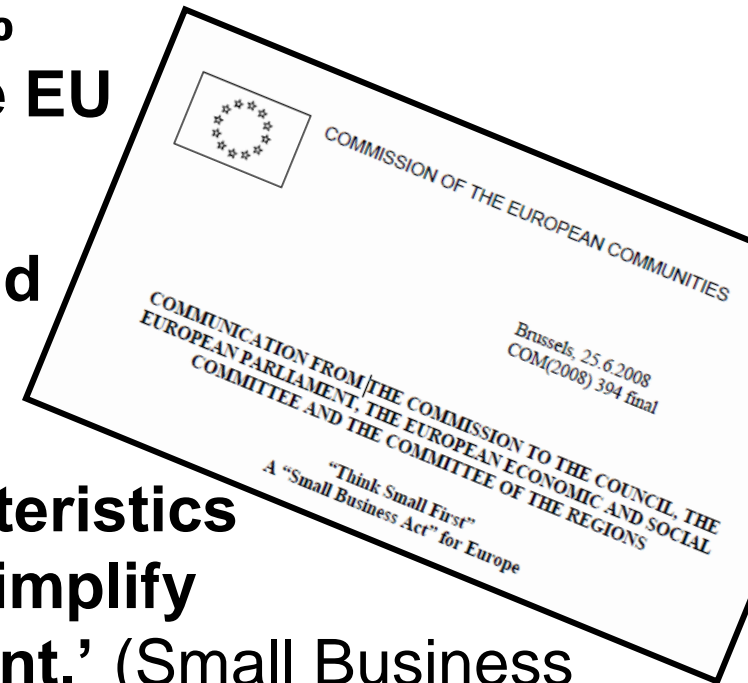 e EU
d
COMMISSION OF THE EUROPEAN COMMUNITIES
Brussels, 25.6.2008
COM(2008) 394 final
COMMUNICATION FROM THE COMMISSION TO THE COUNCIL, THE
EUROPEAN PARLIAMENT, THE EUROPEAN ECONOMIC AND SOCIAL
COMMITTEE AND THE COMMITTEE OF THE REGIONS
“Think Small First”
A “Small Business Act” for Europe
teristics
implify
nt.’ (Small Business